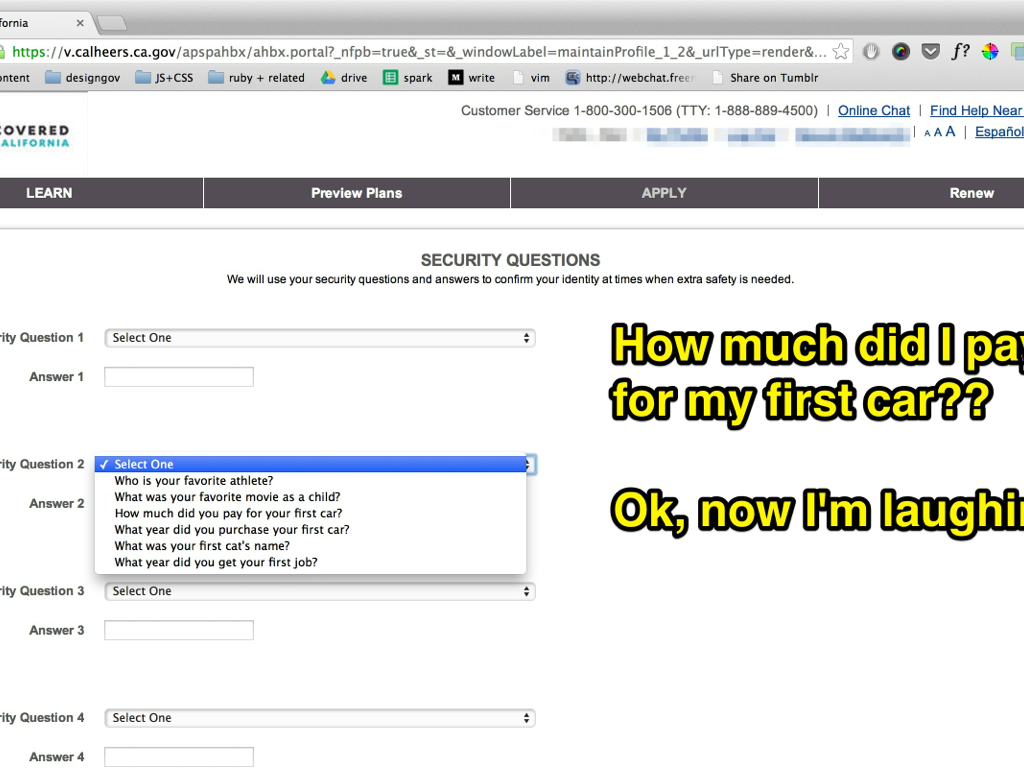 fornia ×
https://v.calheers.ca.gov/apspahbx/ahbx.portal?_nfpb=true&_st=&_windowLabel=maintainProfile_1_2&_urlType=render&...
f?
ontent designgov JS+CSS ruby + related drive spark M write vim http://webchat.freen Share on Tumblr
Customer Service 1-800-300-1506 (TTY: 1-888-889-4500) | Online Chat | Find Help Near
| A A A | Español
COVERED
CALIFORNIA
LEARN Preview Plans APPLY Renew
SECURITY QUESTIONS
We will use your security questions and answers to confirm your identity at times when extra safety is needed.
rity Question 1 Select One
Answer 1
How much did I pay
for my first car??
rity Question 2 ✓ Select One
Who is your favorite athlete?
What was your favorite movie as a child?
Answer 2
How much did you pay for your first car?
What year did you purchase your first car?
What was your first cat's name?
What year did you get your first job?
Ok, now I'm laughin
rity Question 3 Select One
Answer 3
rity Question 4 Select One
Answer 4